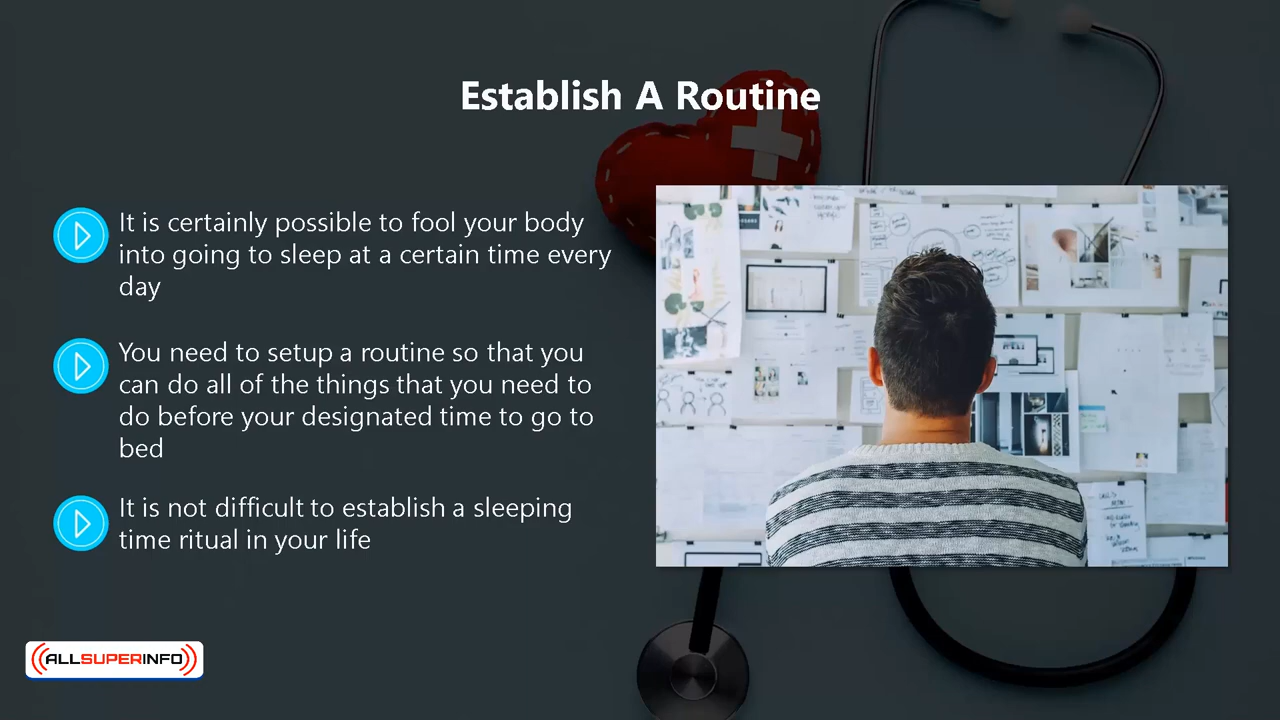 Establish A Routine
It is certainly possible to fool your body
into going to sleep at a certain time every
day
You need to setup a routine so that you
can do all of the things that you need to
do before your designated time to go to
bed
It is not difficult to establish a sleeping
time ritual in your life
ALLSUPERINFO